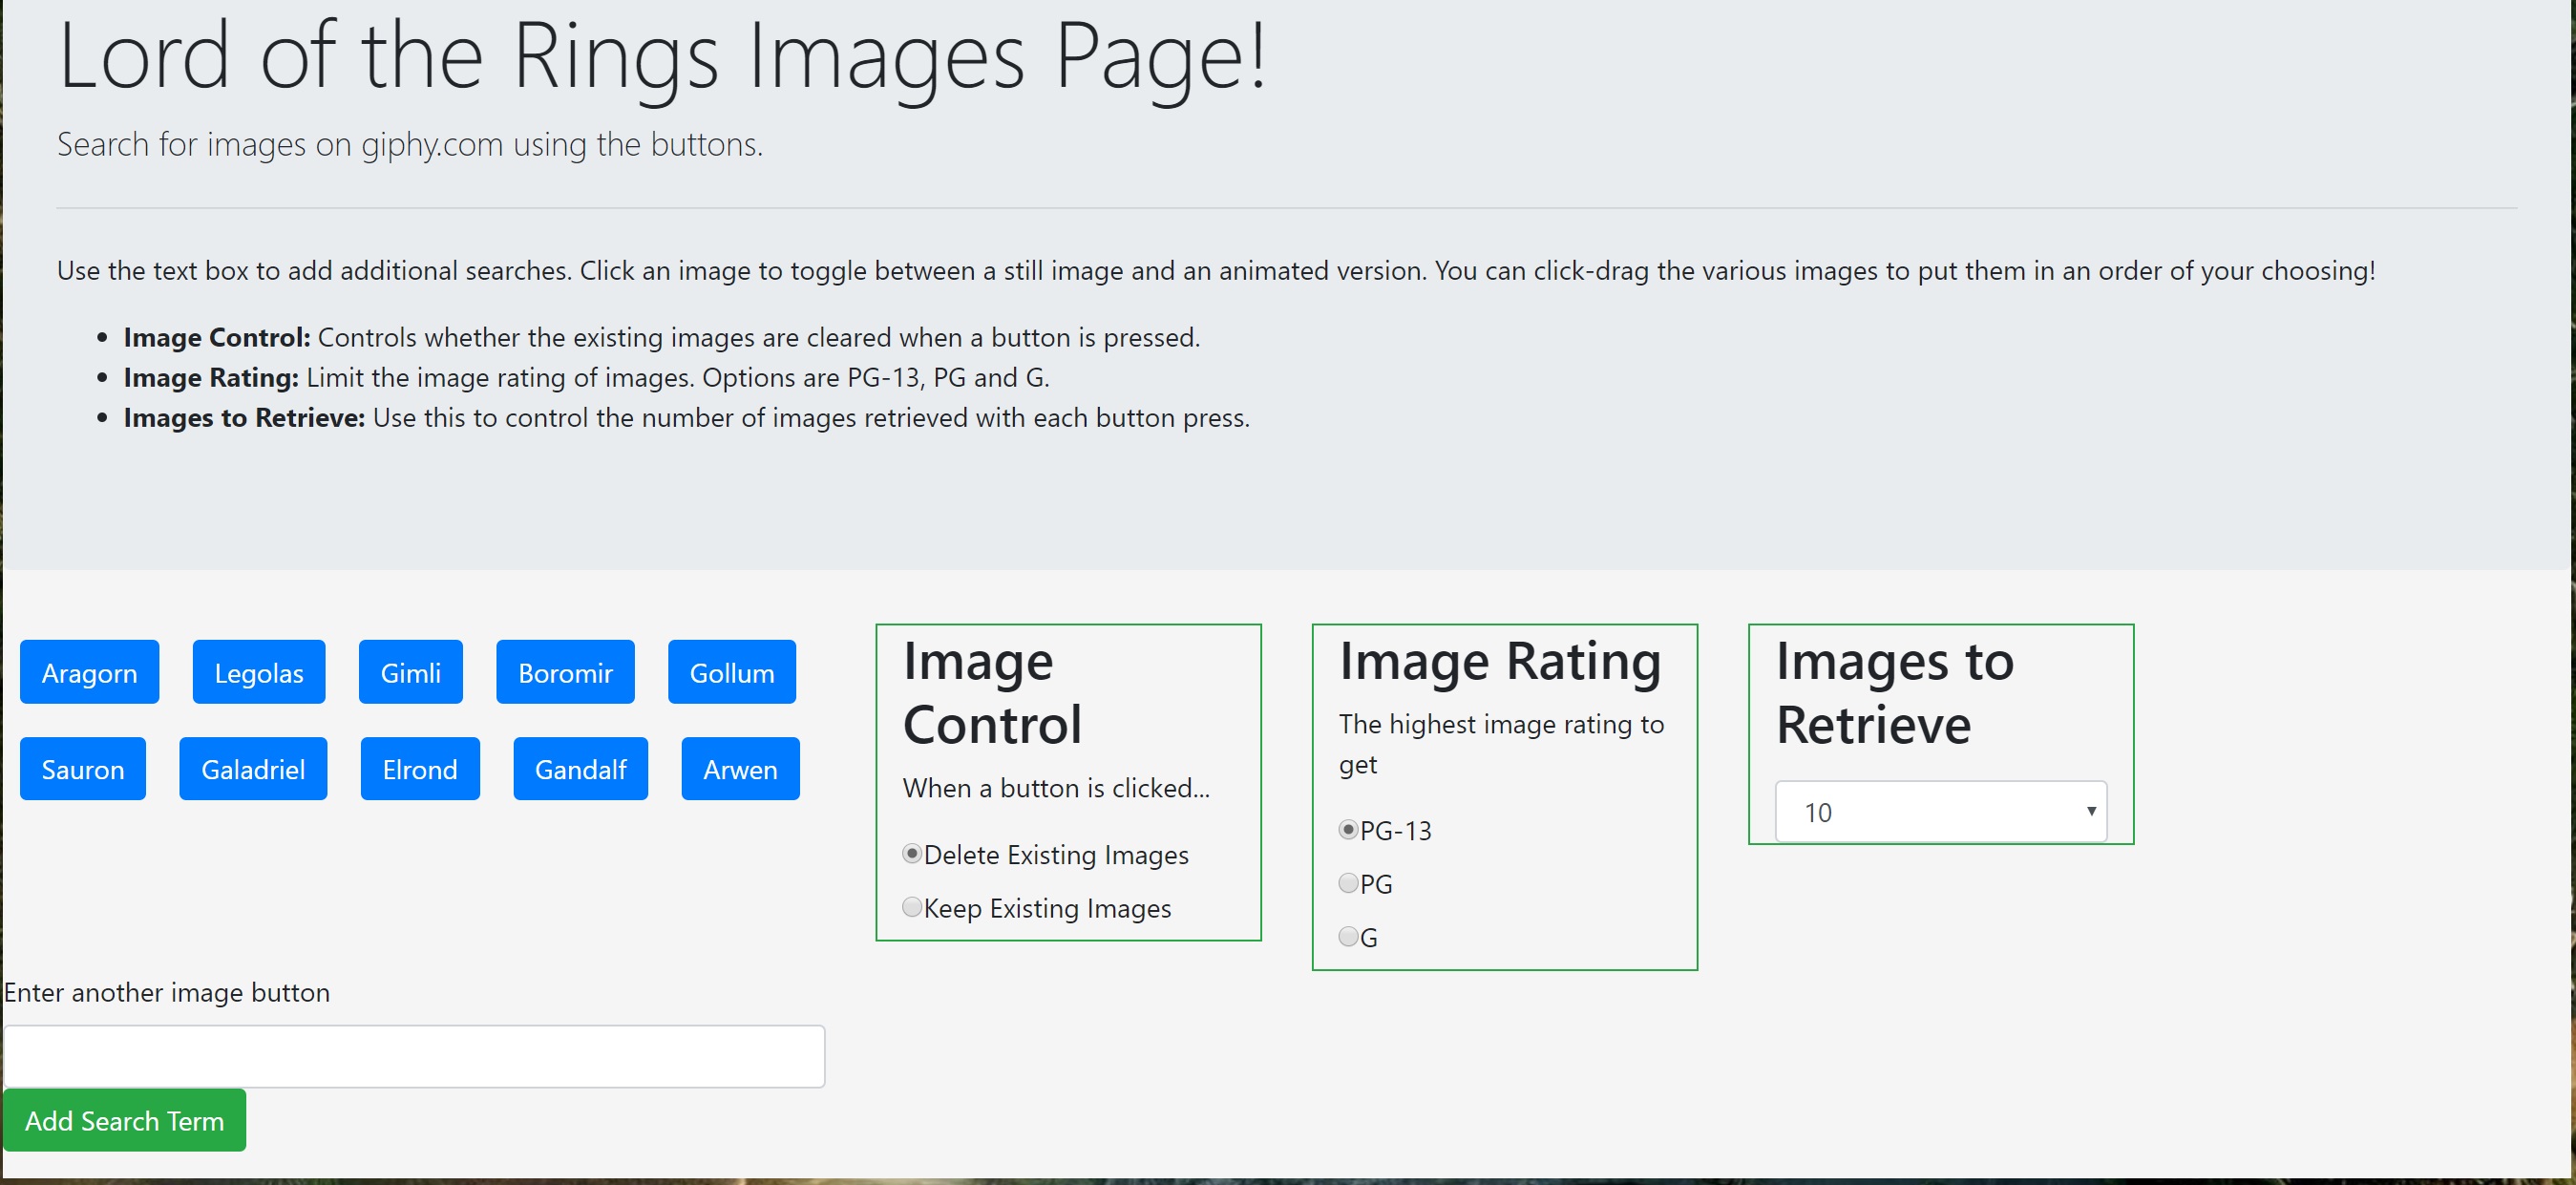 Lord of the Rings Images Page!
Search for images on giphy.com using the buttons.
Use the text box to add additional searches. Click an image to toggle between a still image and an animated version. You can click-drag the various images to put them in an order of your choosing!
• Image Control: Controls whether the existing images are cleared when a button is pressed.
• Image Rating: Limit the image rating of images. Options are PG-13, PG and G.
• Images to Retrieve: Use this to control the number of images retrieved with each button press.
Aragorn Legolas Gimli Boromir Gollum
Sauron Galadriel Elrond Gandalf Arwen
Image
Control
When a button is clicked...
Delete Existing Images
Keep Existing Images
Image Rating
The highest image rating to
get
PG-13
PG
G
Images to
Retrieve
10
Enter another image button
Add Search Term